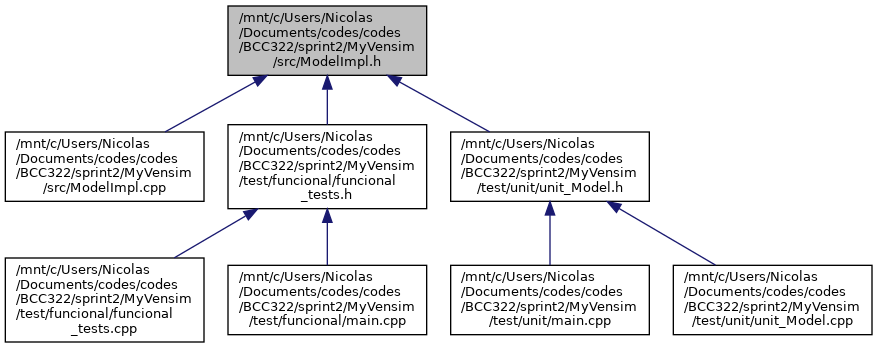 /mnt/c/Users/Nicolas
/Documents/codes/codes
/BCC322/sprint2/MyVensim
/src/ModelImpl.h
/mnt/c/Users/Nicolas
/Documents/codes/codes
/BCC322/sprint2/MyVensim
/src/ModelImpl.cpp
/mnt/c/Users/Nicolas
/Documents/codes/codes
/BCC322/sprint2/MyVensim
/test/funcional/funcional
_tests.h
/mnt/c/Users/Nicolas
/Documents/codes/codes
/BCC322/sprint2/MyVensim
/test/unit/unit_Model.h
/mnt/c/Users/Nicolas
/Documents/codes/codes
/BCC322/sprint2/MyVensim
/test/funcional/funcional
_tests.cpp
/mnt/c/Users/Nicolas
/Documents/codes/codes
/BCC322/sprint2/MyVensim
/test/funcional/main.cpp
/mnt/c/Users/Nicolas
/Documents/codes/codes
/BCC322/sprint2/MyVensim
/test/unit/main.cpp
/mnt/c/Users/Nicolas
/Documents/codes/codes
/BCC322/sprint2/MyVensim
/test/unit/unit_Model.cpp